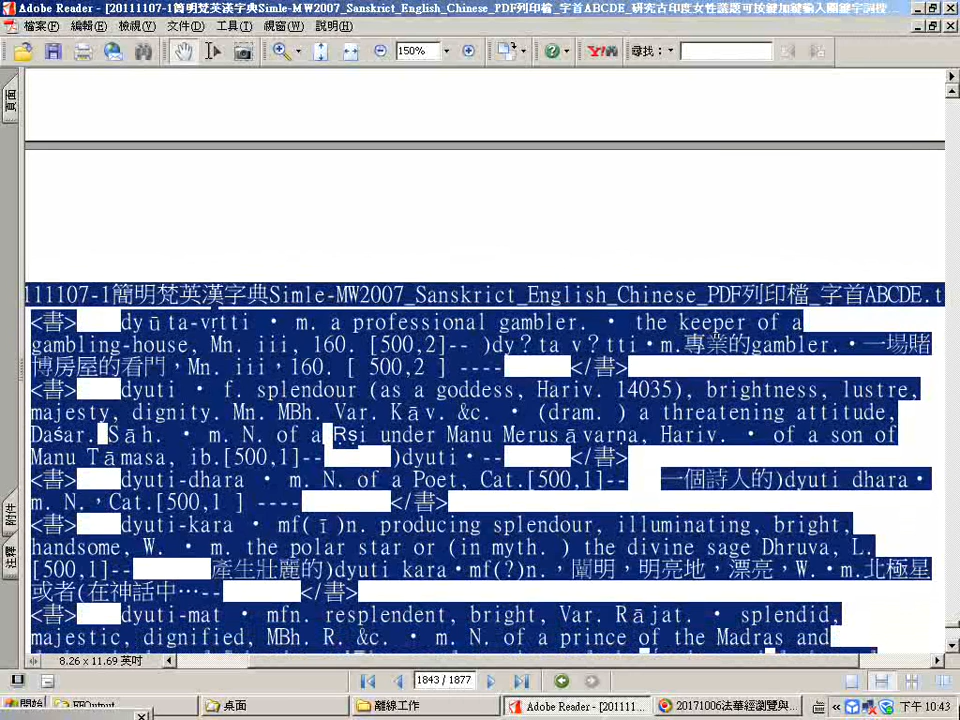 Adobe Reader - [20111107-1簡明梵英漢字典Simle-MW2007_Sanskrict_English_Chinese_PDF列印檔_字首ABCDE_研究古印度女性議題可按鍵加鍵輸入關鍵字詞搜...
檔案(F) 編輯(E) 檢視(V) 文件(D) 工具(T) 視窗(W) 說明(H)
150% Y! 尋找:
頁面
111107-1簡明梵英漢字典Simle-MW2007_Sanskrict_English_Chinese_PDF列印檔_字首ABCDE.t
<書> dyūta-vṛtti • m. a professional gambler. • the keeper of a
gambling-house, Mn. iii, 160. [500,2]-- )dy?ta v?tti•m.專業的gambler.•一場賭
博房屋的看門，Mn. iii，160. [ 500,2 ] ---- </書>
<書> dyuti • f. splendour (as a goddess, Hariv. 14035), brightness, lustre,
majesty, dignity. Mn. MBh. Var. Kāv. &c. • (dram. ) a threatening attitude,
Daśar. Sāh. • m. N. of a Ṛṣi under Manu Merusāvarṇa, Hariv. • of a son of
Manu Tāmasa, ib.[500,1]-- )dyuti•-- </書>
<書> dyuti-dhara • m. N. of a Poet, Cat.[500,1]-- 一個詩人的)dyuti dhara•
m. N.，Cat.[500,1 ] ---- </書>
<書> dyuti-kara • mf(ī)n. producing splendour, illuminating, bright,
handsome, W. • m. the polar star or (in myth. ) the divine sage Dhruva, L.
[500,1]-- 產生壯麗的)dyuti kara•mf(?)n.，闡明，明亮地，漂亮，W.•m.北極星
或者(在神話中…-- </書>
<書> dyuti-mat • mfn. resplendent, bright, Var. Rājat. • splendid,
majestic, dignified, MBh. R. &c. • m. N. of a prince of the Madras and
附件
注釋
8.26 x 11.69 英吋
1843 / 1877
開始 FFOutput 桌面 離線工作 Adobe Reader - [201111... 20171006法華經瀏覽與... 下午 10:43